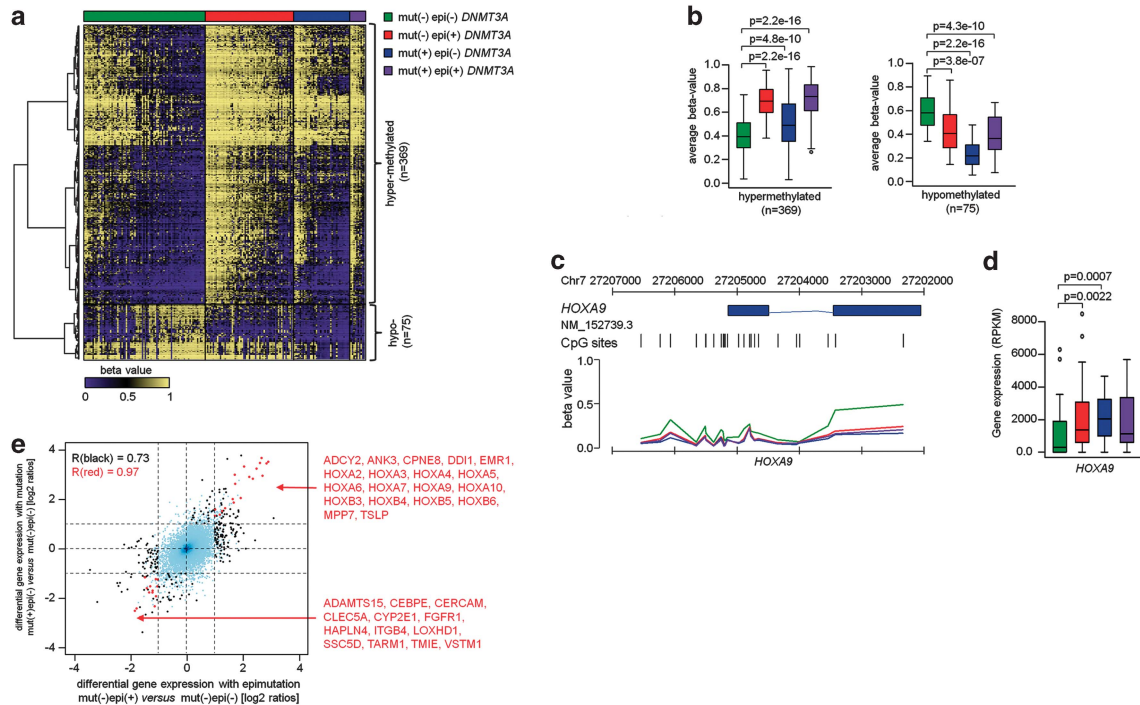 a
mut(-) epi(-) DNMT3A
mut(-) epi(+) DNMT3A
mut(+) epi(-) DNMT3A
mut(+) epi(+) DNMT3A
hyper-methylated
(n=369)
hypo-
(n=75)
beta value
0 0.5 1
b
p=2.2e-16
p=4.8e-10
p=2.2e-16
average beta-value
1.0
0.8
0.6
0.4
0.2
0.0
hypermethylated
(n=369)
p=4.3e-10
p=2.2e-16
p=3.8e-07
average beta-value
1.0
0.8
0.6
0.4
0.2
0.0
hypomethylated
(n=75)
c
Chr7 27207000 27206000 27205000 27204000 27203000 27202000
HOXA9
NM_152739.3
CpG sites
beta value
1.0
0.5
0.0
HOXA9
d
p=0.0007
p=0.0022
Gene expression (RPKM)
8000
6000
4000
2000
0
HOXA9
e
R(black) = 0.73
R(red) = 0.97
differential gene expression with mutation
mut(+)epi(-) versus mut(-)epi(-) [log2 ratios]
4
2
0
-2
-4
-4 -2 0 2 4
differential gene expression with epimutation
mut(-)epi(+) versus mut(-)epi(-) [log2 ratios]
ADCY2, ANK3, CPNE8, DDI1, EMR1,
HOXA2, HOXA3, HOXA4, HOXA5,
HOXA6, HOXA7, HOXA9, HOXA10,
HOXB3, HOXB4, HOXB5, HOXB6,
MPP7, TSLP
ADAMTS15, CEBPE, CERCAM,
CLEC5A, CYP2E1, FGFR1,
HAPLN4, ITGB4, LOXHD1,
SSC5D, TARM1, TMIE, VSTM1